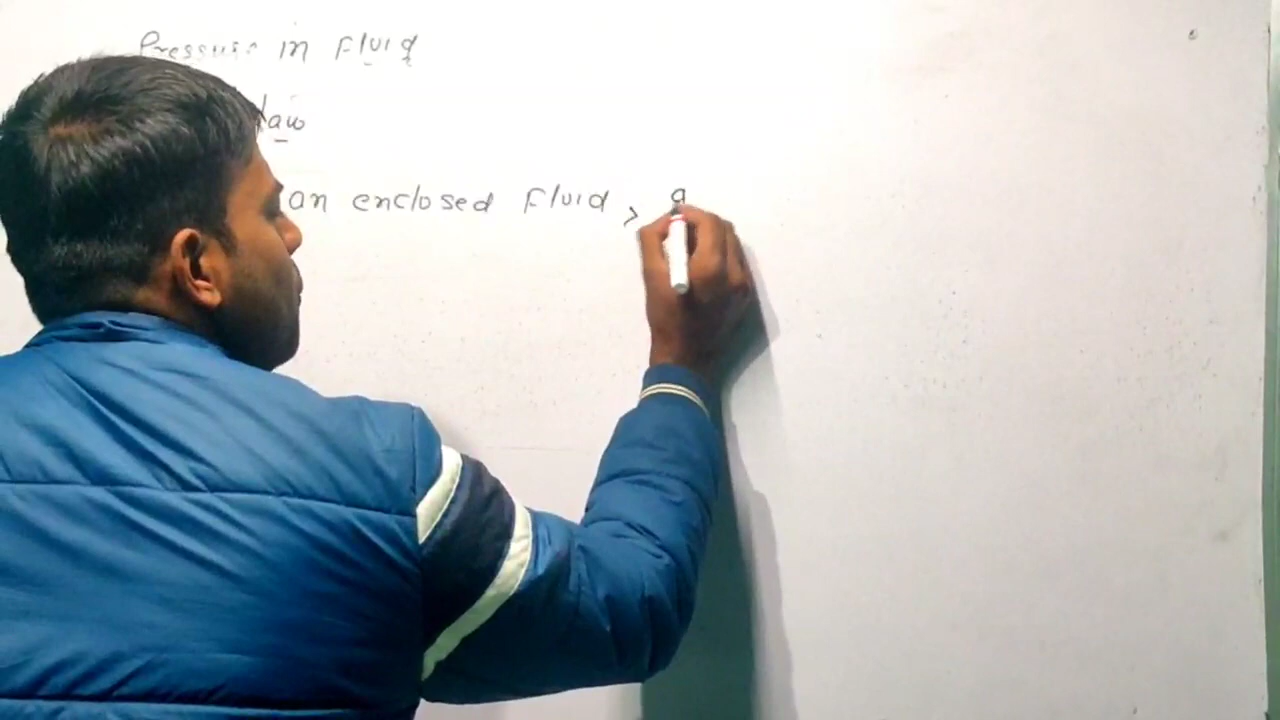 Pressure in Fluid
Law
an enclosed Fluid, a